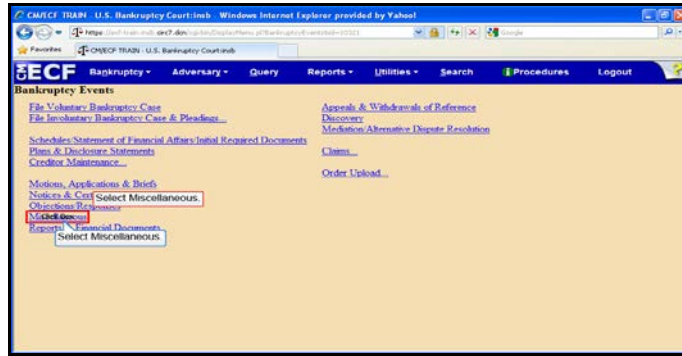 CM/ECF TRAIN - U.S. Bankruptcy Court:insb - Windows Internet Explorer provided by Yahoo!
Google
Favorites CM/ECF TRAIN - U.S. Bankruptcy Court:insb
ECF Bankruptcy Adversary Query Reports Utilities Search Procedures Logout
Bankruptcy Events
File Voluntary Bankruptcy Case
File Involuntary Bankruptcy Case & Pleadings...
Schedules/Statement of Financial Affairs/Initial Required Documents
Plans & Disclosure Statements
Creditor Maintenance...
Motions, Applications & Briefs
Notices &
Select Miscellaneous.
Objections/
Click
Reports/ Financial Documents
Select Miscellaneous.
Appeals & Withdrawals of Reference
Discovery
Mediation/Alternative Dispute Resolution
Claims...
Order Upload...